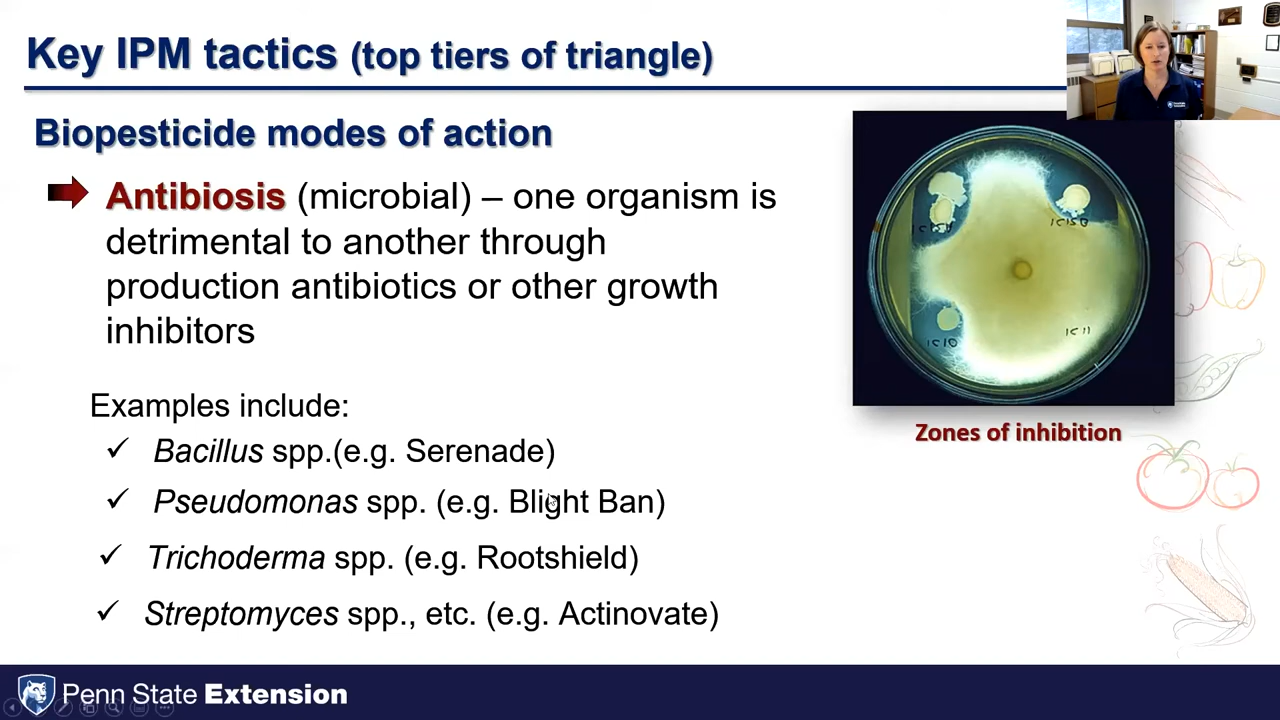 Key IPM tactics (top tiers of triangle)
Biopesticide modes of action
Antibiosis (microbial) – one organism is
detrimental to another through
production antibiotics or other growth
inhibitors
Examples include:
✓ Bacillus spp.(e.g. Serenade)
✓ Pseudomonas spp. (e.g. Blight Ban)
✓ Trichoderma spp. (e.g. Rootshield)
✓ Streptomyces spp., etc. (e.g. Actinovate)
Zones of inhibition
Penn State Extension